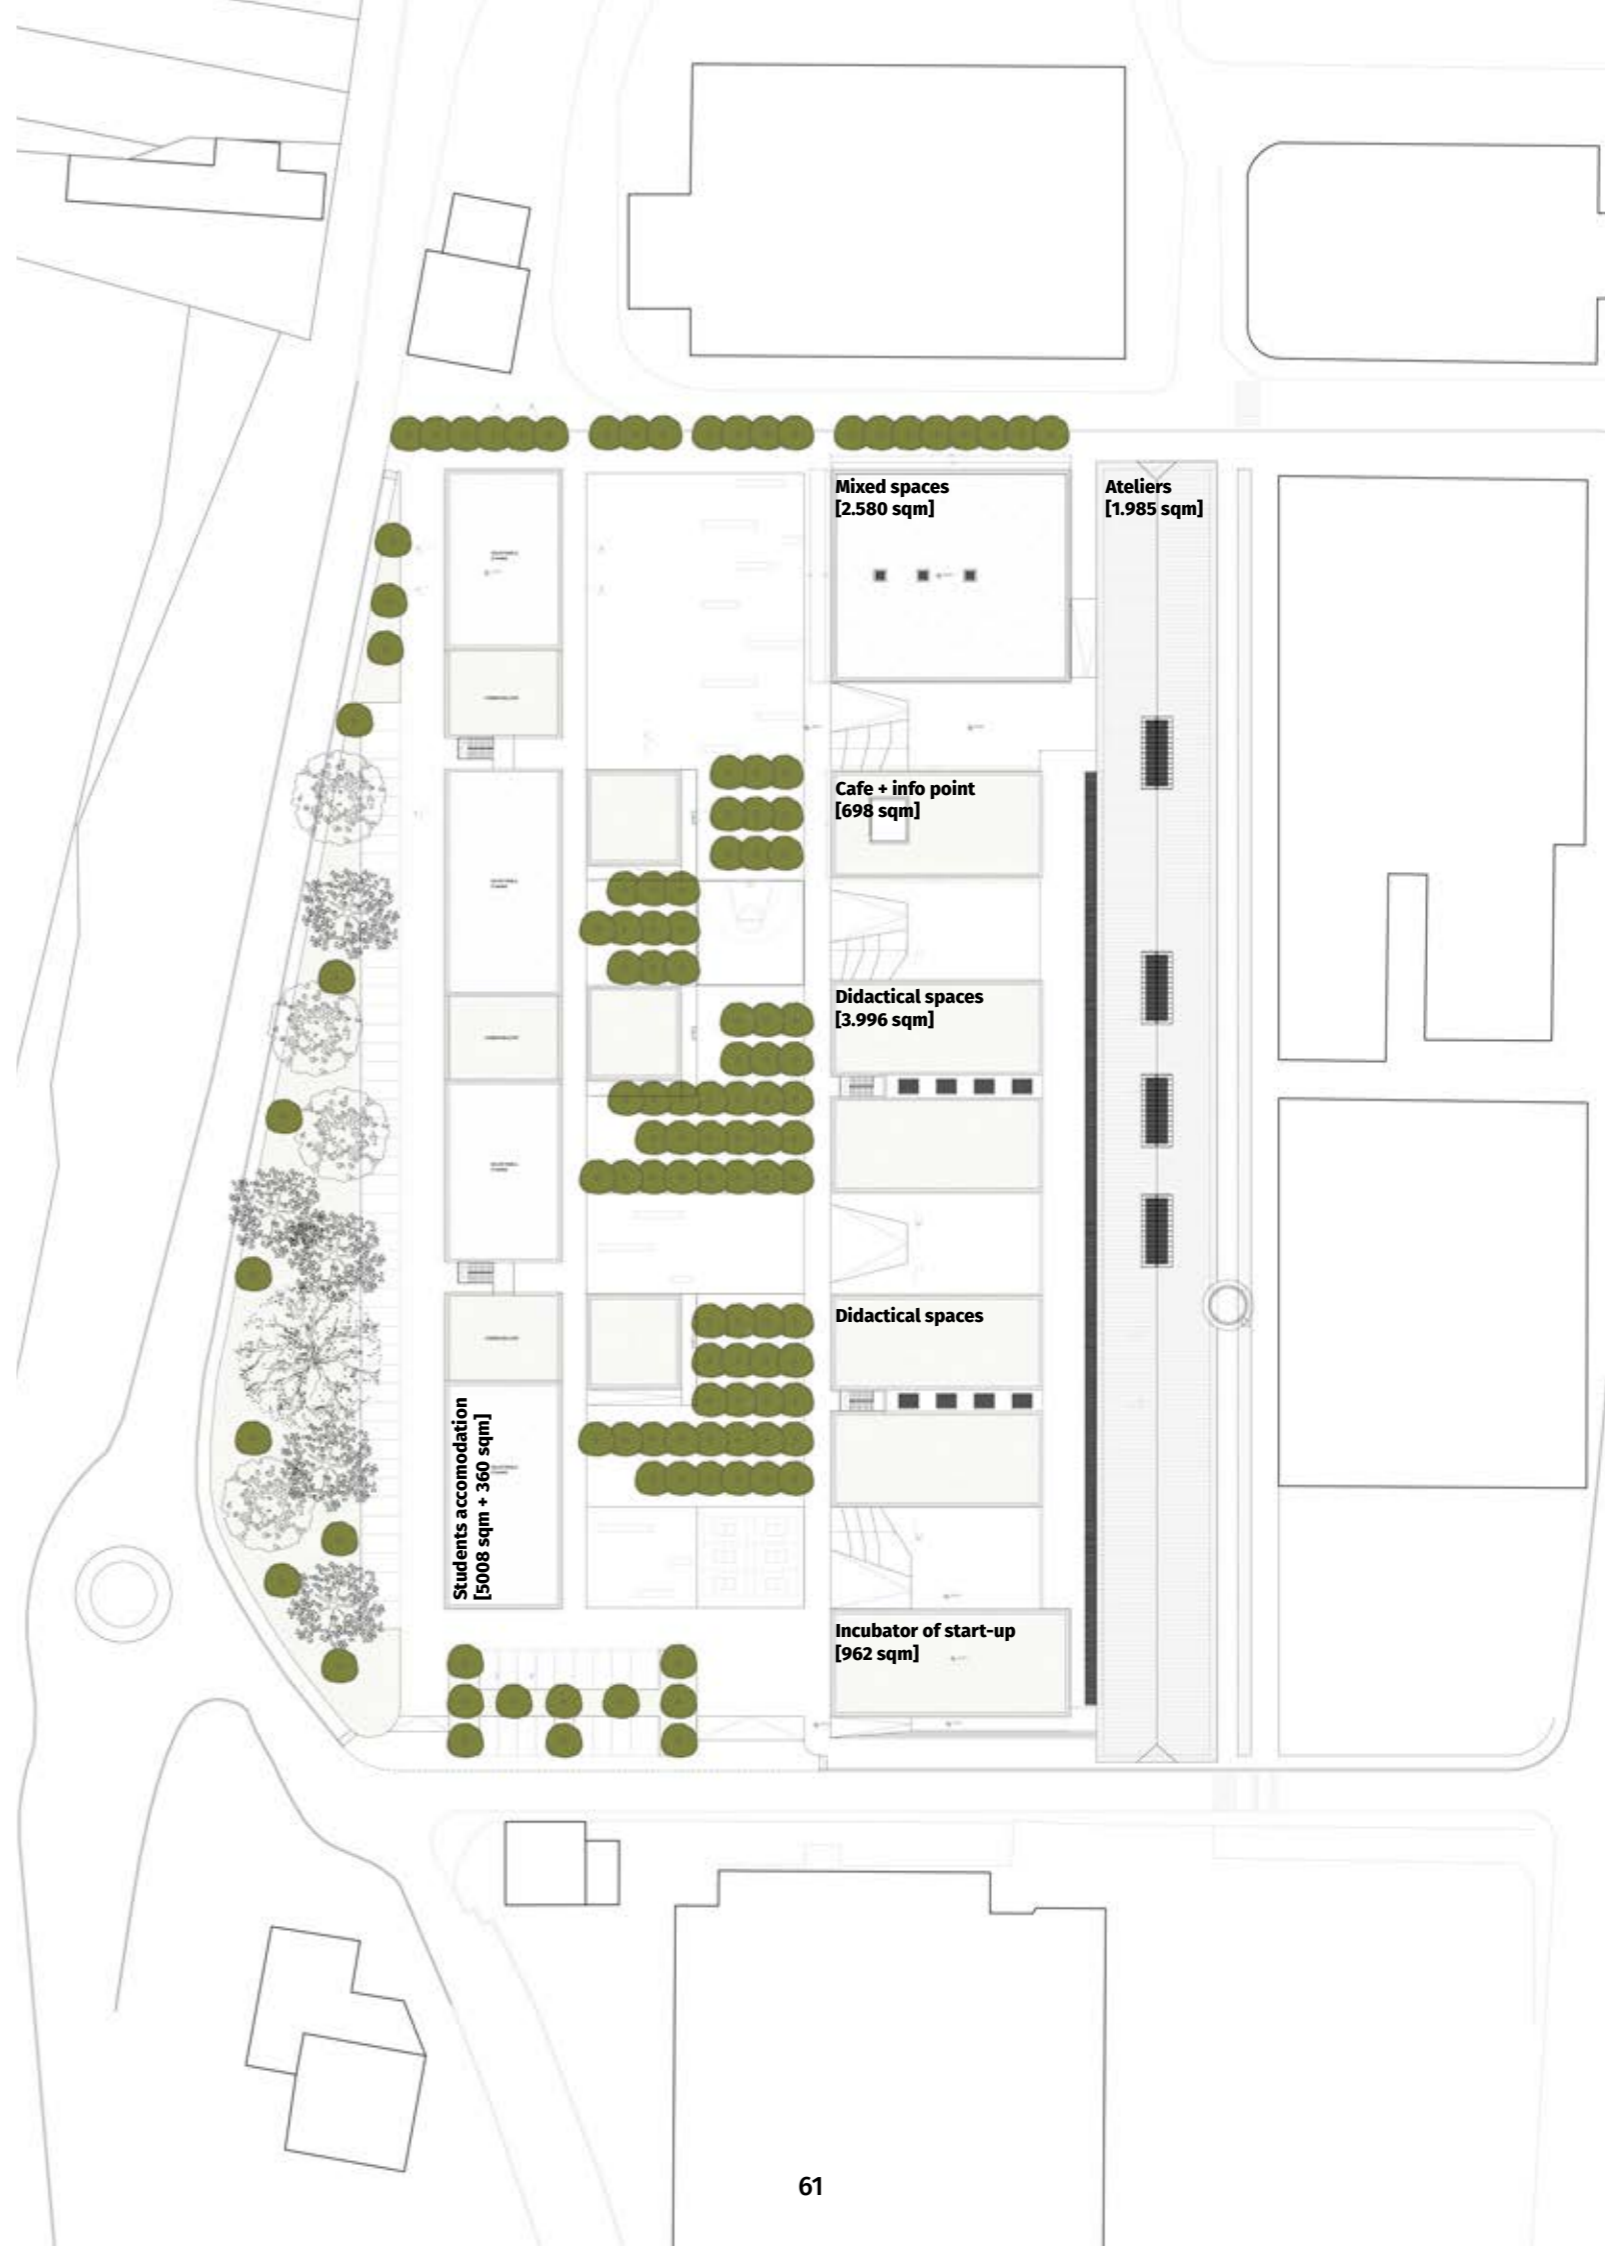 Mixed spaces
[2.580 sqm]
Ateliers
[1.985 sqm]
Cafe + info point
[698 sqm]
Didactical spaces
[3.996 sqm]
Didactical spaces
Students accomodation
[5008 sqm + 360 sqm]
Incubator of start-up
[962 sqm]
61